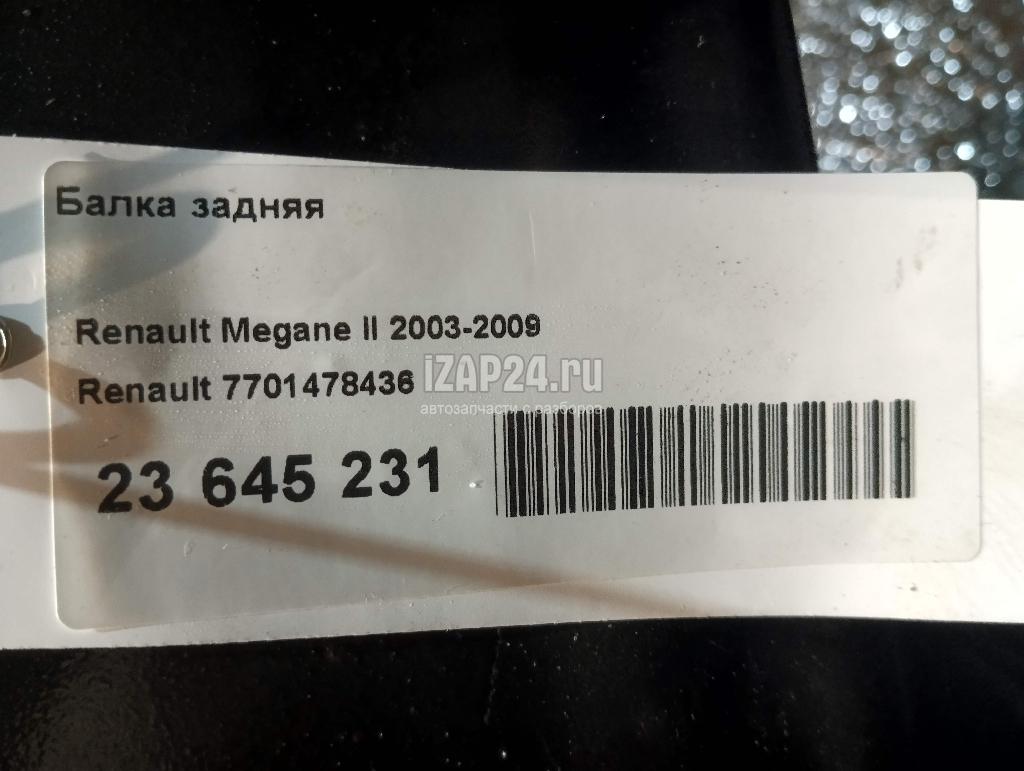 Балка задняя
Renault Megane II 2003-2009
Renault 7701478436
iZAP24.ru
автозапчасти с разборов
23 645 231